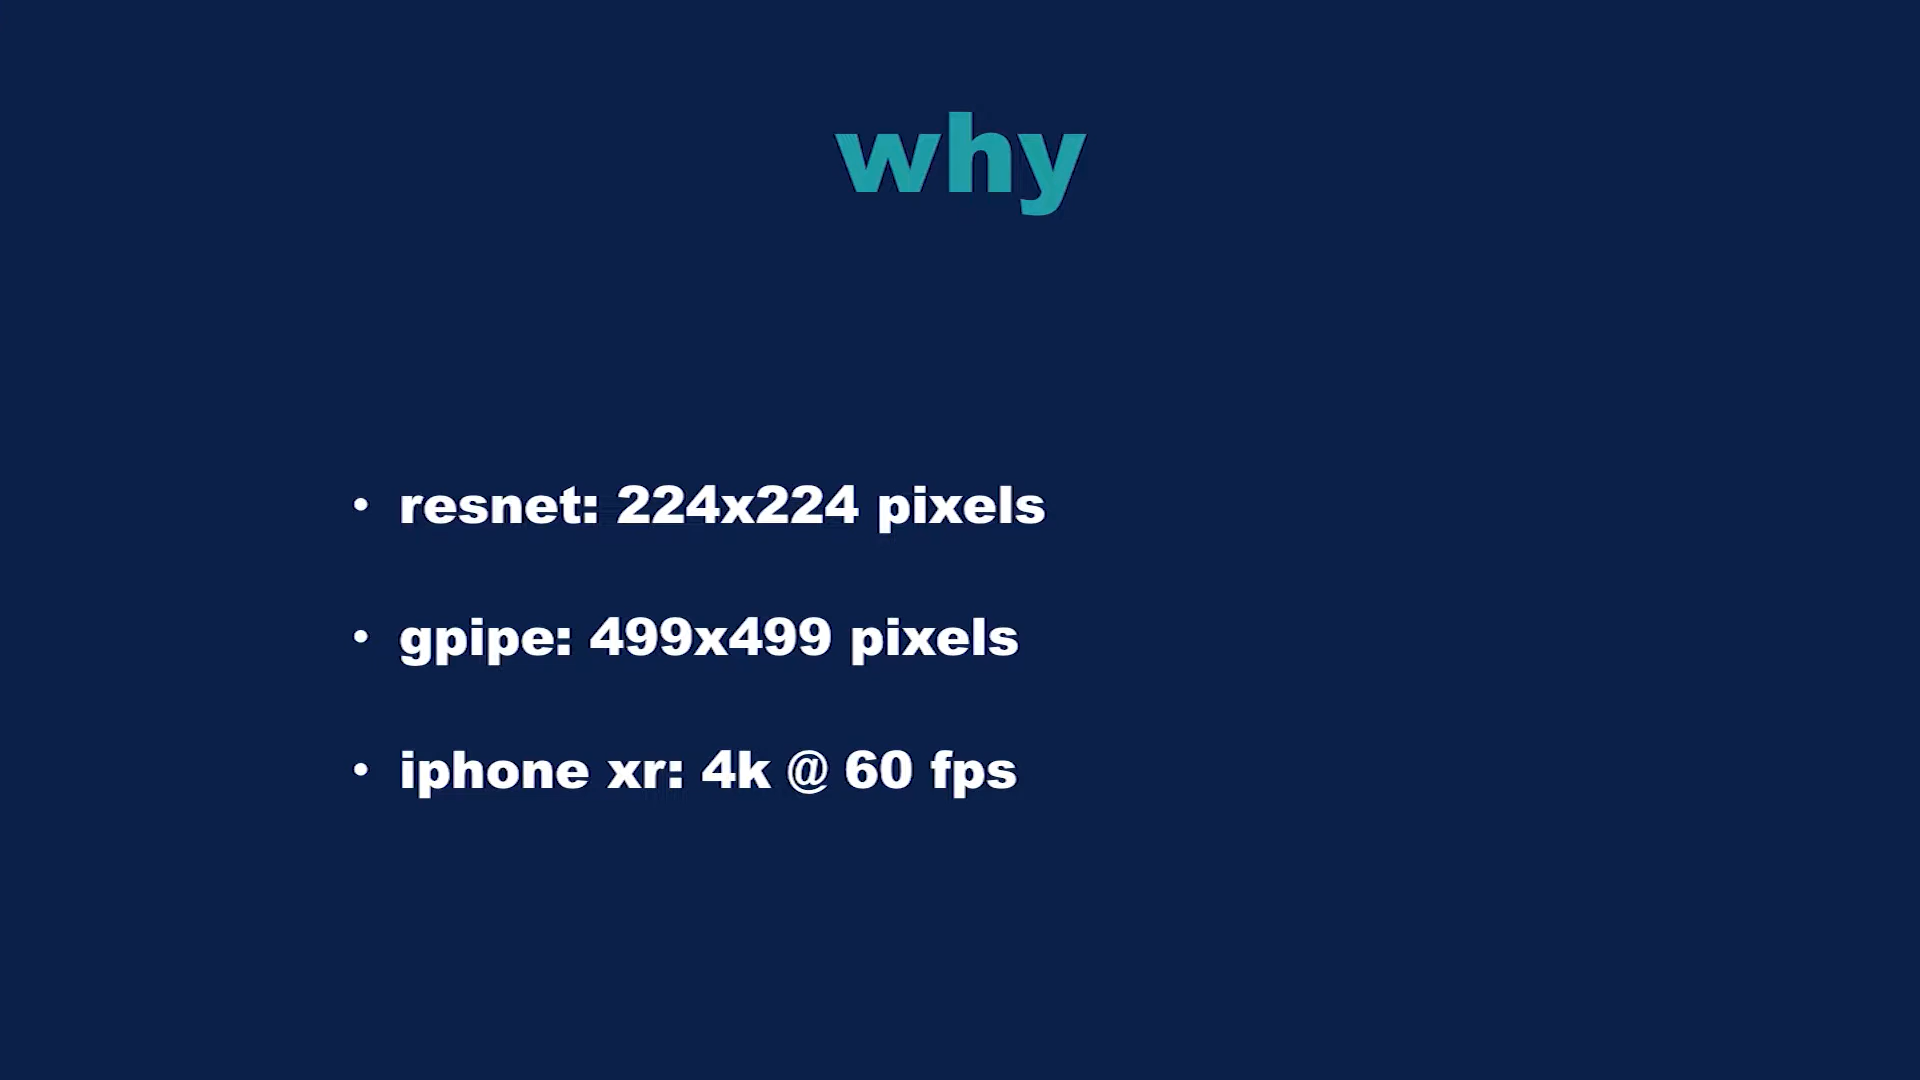 why
• resnet: 224x224 pixels
• gpipe: 499x499 pixels
• iphone xr: 4k @ 60 fps